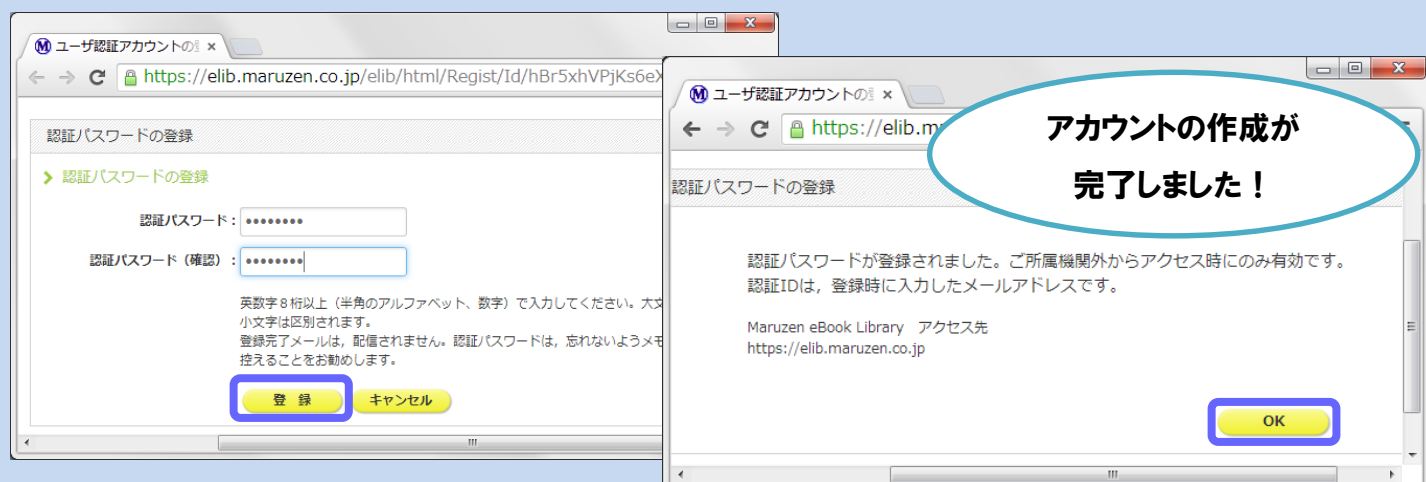 ユーザ認証アカウントの
https://elib.maruzen.co.jp/elib/html/Regist/Id/hBr5xhVPjKs6eX
認証パスワードの登録
認証パスワードの登録
認証パスワード：
認証パスワード（確認）：
英数字８桁以上（半角のアルファベット、数字）で入力してください。大文
小文字は区別されます。
登録完了メールは，配信されません。認証パスワードは，忘れないようメモ
控えることをお勧めします。
登 録
キャンセル
ユーザ認証アカウントの
https://elib.m
アカウントの作成が
完了しました！
認証パスワードの登録
認証パスワードが登録されました。ご所属機関外からアクセス時にのみ有効です。
認証IDは，登録時に入力したメールアドレスです。
Maruzen eBook Library　アクセス先
https://elib.maruzen.co.jp
OK